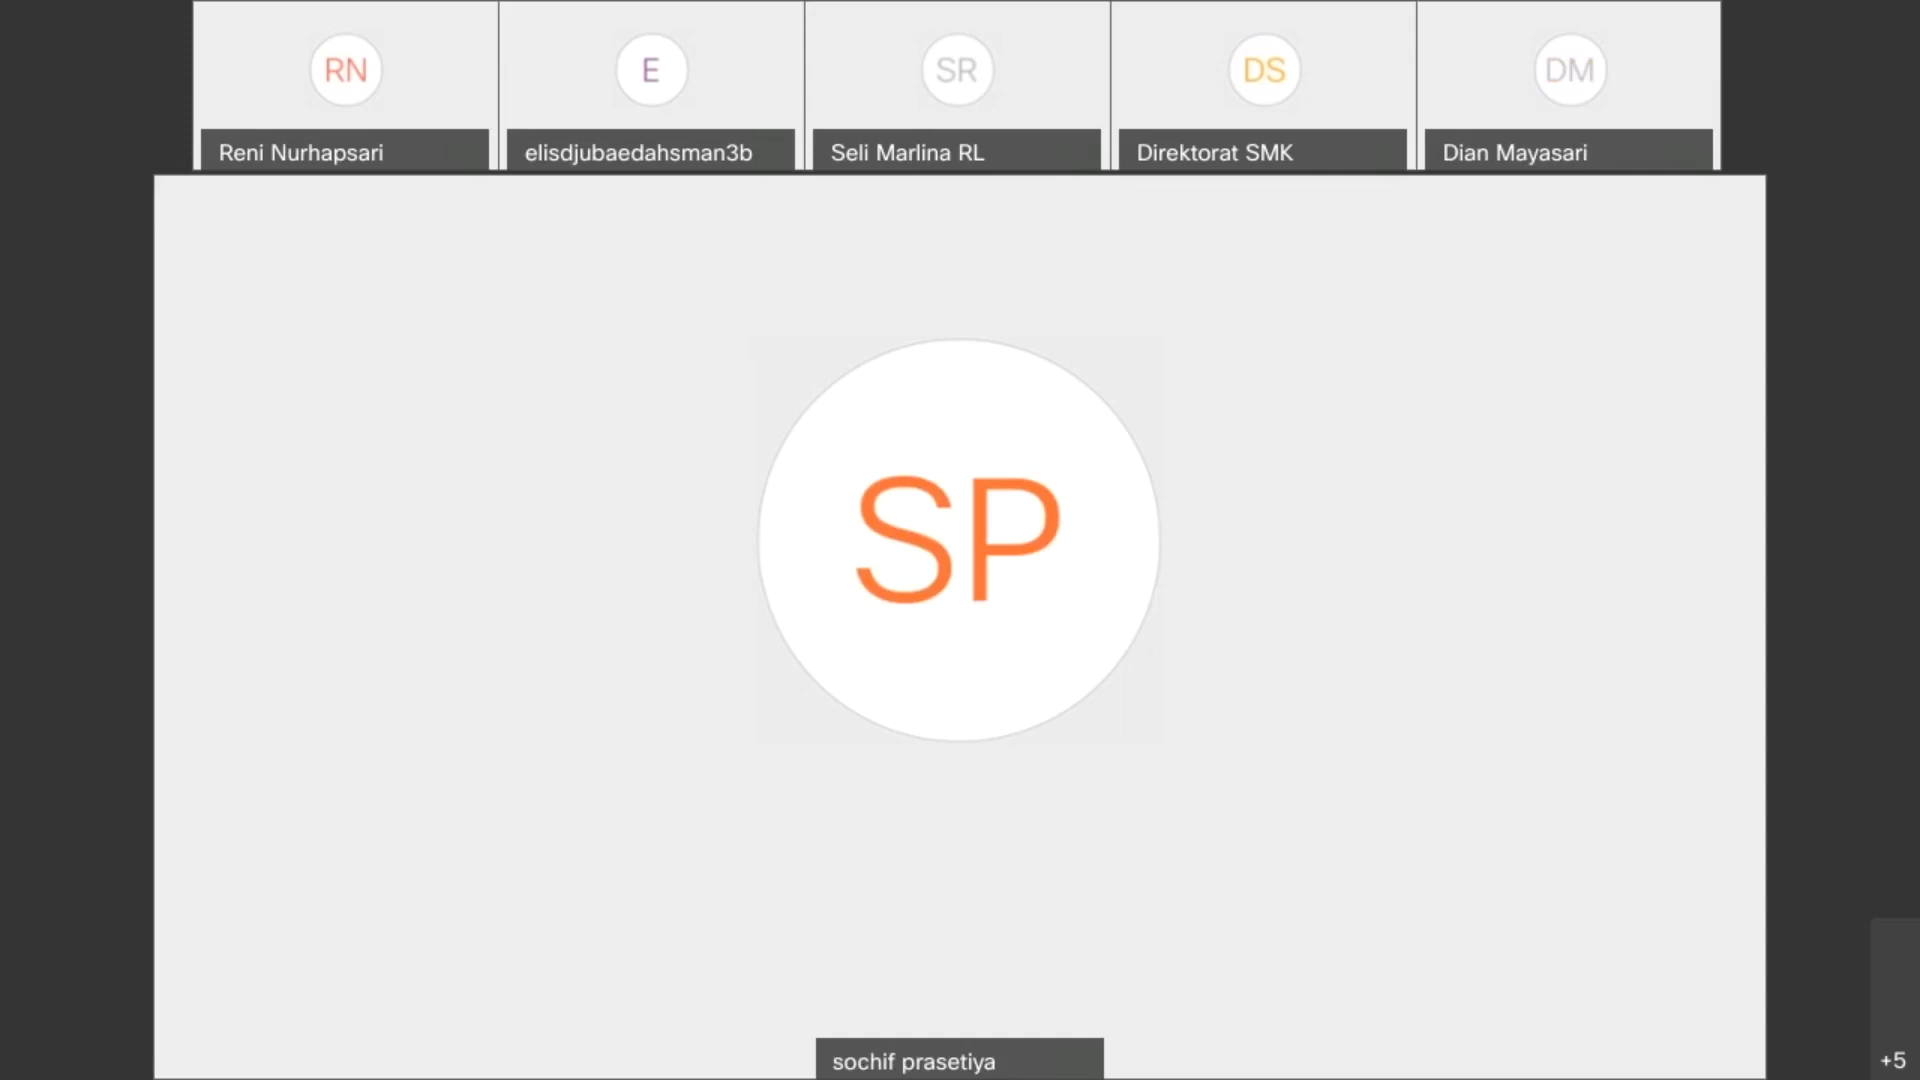 RN
E
SR
DS
DM
Reni Nurhapsari
elisdjubaedahsman3b
Seli Marlina RL
Direktorat SMK
Dian Mayasari
SP
sochif prasetiya
+5